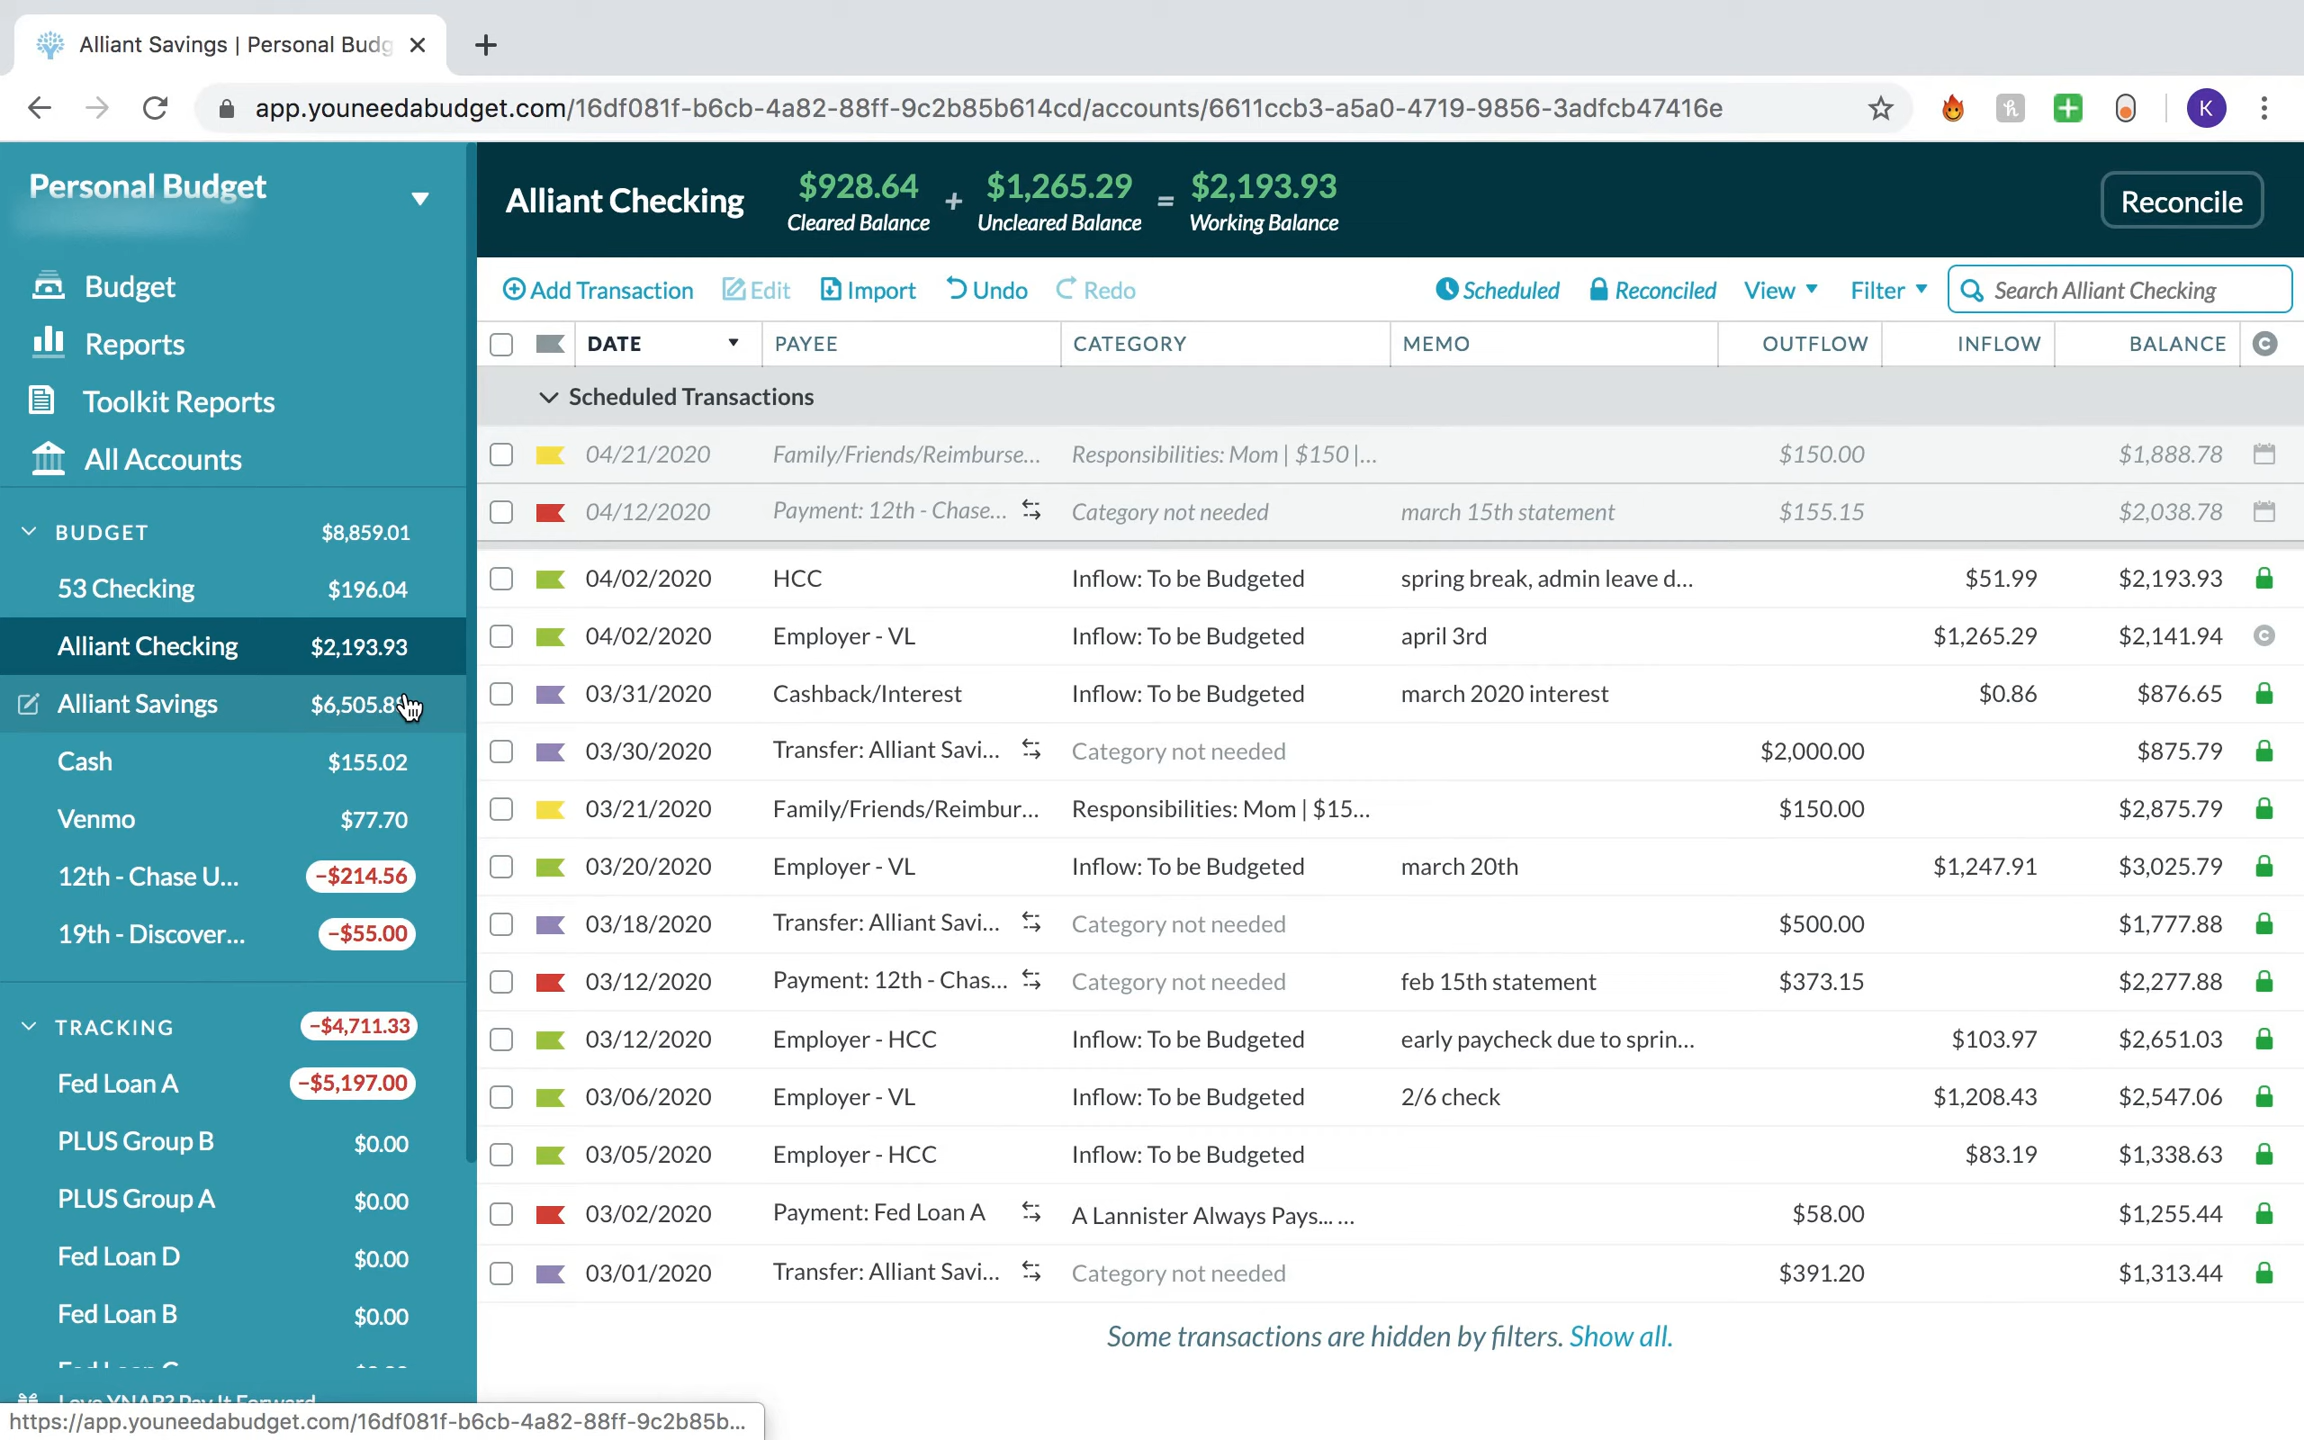 Alliant Savings | Personal Budg
app.youneedabudget.com/16df081f-b6cb-4a82-88ff-9c2b85b614cd/accounts/6611ccb3-a5a0-4719-9856-3adfcb47416e
K
Personal Budget
Budget
Reports
Toolkit Reports
All Accounts
BUDGET $8,859.01
53 Checking $196.04
Alliant Checking $2,193.93
Alliant Savings
Cash $155.02
Venmo $77.70
12th - Chase U... -$214.56
19th - Discover... -$55.00
TRACKING -$4,711.33
Fed Loan A -$5,197.00
PLUS Group B $0.00
PLUS Group A $0.00
Fed Loan D $0.00
Fed Loan B $0.00
Love YNAB? Pay It Forward
https://app.youneedabudget.com/16df081f-b6cb-4a82-88ff-9c2b85b...
Alliant Checking $928.64 + $1,265.29 = $2,193.93
Cleared Balance Uncleared Balance Working Balance
Reconcile
Add Transaction Edit Import Undo Redo Scheduled Reconciled View Filter Search Alliant Checking
DATE PAYEE CATEGORY MEMO OUTFLOW INFLOW BALANCE C
Scheduled Transactions
04/21/2020 Family/Friends/Reimburse... Responsibilities: Mom | $150 |... $150.00 $1,888.78
04/12/2020 Payment: 12th - Chase... Category not needed march 15th statement $155.15 $2,038.78
04/02/2020 HCC Inflow: To be Budgeted spring break, admin leave d... $51.99 $2,193.93
04/02/2020 Employer - VL Inflow: To be Budgeted april 3rd $1,265.29 $2,141.94 C
03/31/2020 Cashback/Interest Inflow: To be Budgeted march 2020 interest $0.86 $876.65
03/30/2020 Transfer: Alliant Savi... Category not needed $2,000.00 $875.79
03/21/2020 Family/Friends/Reimbur... Responsibilities: Mom | $15... $150.00 $2,875.79
03/20/2020 Employer - VL Inflow: To be Budgeted march 20th $1,247.91 $3,025.79
03/18/2020 Transfer: Alliant Savi... Category not needed $500.00 $1,777.88
03/12/2020 Payment: 12th - Chas... Category not needed feb 15th statement $373.15 $2,277.88
03/12/2020 Employer - HCC Inflow: To be Budgeted early paycheck due to sprin... $103.97 $2,651.03
03/06/2020 Employer - VL Inflow: To be Budgeted 2/6 check $1,208.43 $2,547.06
03/05/2020 Employer - HCC Inflow: To be Budgeted $83.19 $1,338.63
03/02/2020 Payment: Fed Loan A A Lannister Always Pays... ... $58.00 $1,255.44
03/01/2020 Transfer: Alliant Savi... Category not needed $391.20 $1,313.44
Some transactions are hidden by filters. Show all.